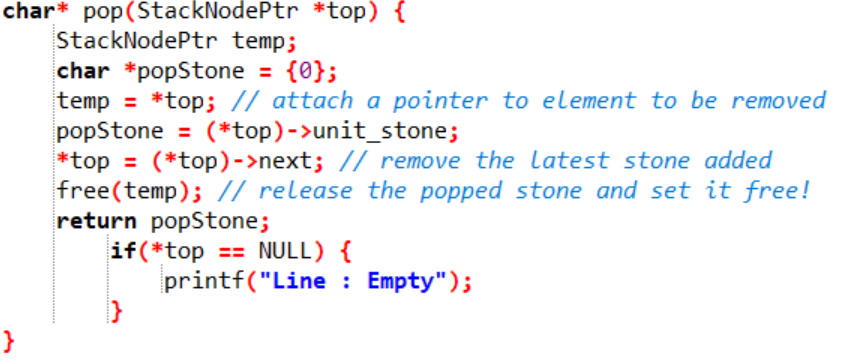 char* pop(StackNodePtr *top) {
    StackNodePtr temp;
    char *popStone = {0};
    temp = *top; // attach a pointer to element to be removed
    popStone = (*top)->unit_stone;
    *top = (*top)->next; // remove the latest stone added
    free(temp); // release the popped stone and set it free!
    return popStone;
        if(*top == NULL) {
            printf("Line : Empty");
        }
}